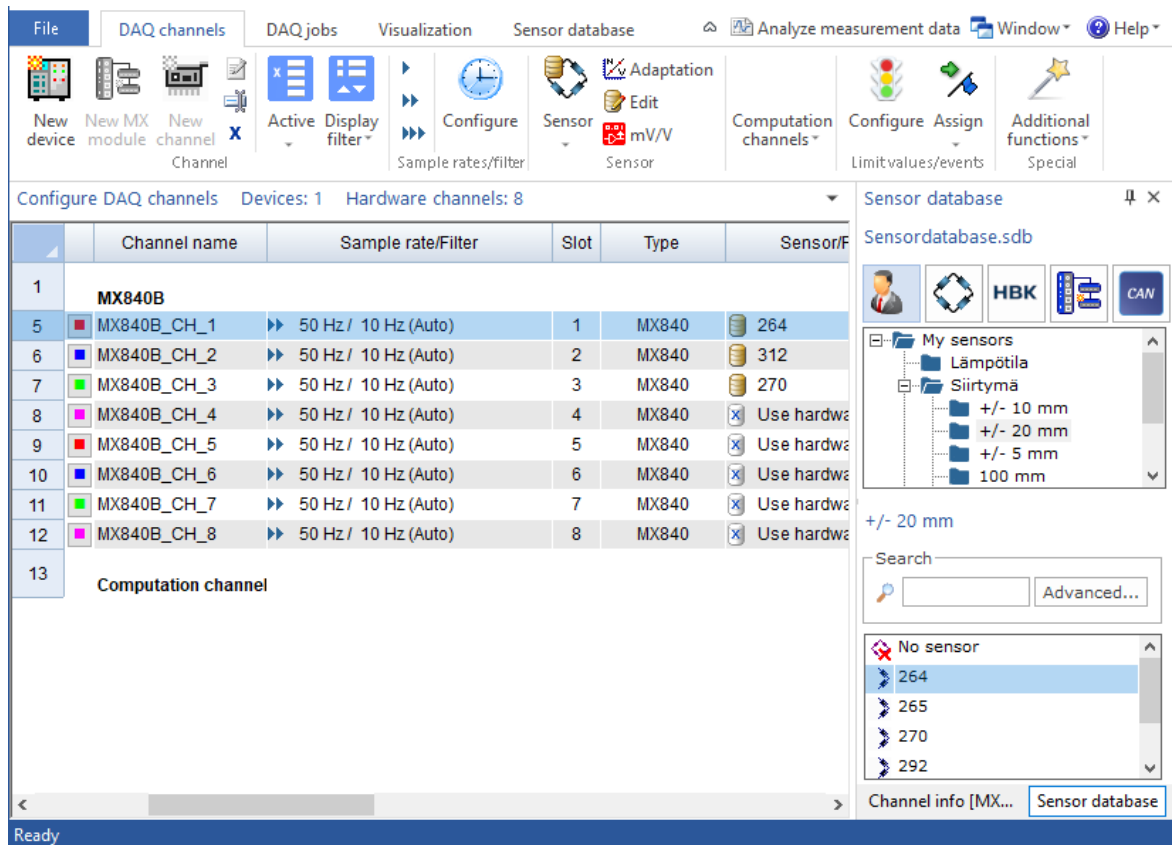 File DAQ channels DAQ jobs Visualization Sensor database Analyze measurement data Window Help
New device
New MX module
New channel
X
Channel
Active
Display filter
Configure
Sample rates/filter
Sensor
Adaptation
Edit
mV/V
Sensor
Computation channels
Configure
Assign
Limit values/events
Additional functions
Special
Configure DAQ channels Devices: 1 Hardware channels: 8
Channel name Sample rate/Filter Slot Type Sensor/F
1 MX840B
5 MX840B_CH_1 50 Hz / 10 Hz (Auto) 1 MX840 264
6 MX840B_CH_2 50 Hz / 10 Hz (Auto) 2 MX840 312
7 MX840B_CH_3 50 Hz / 10 Hz (Auto) 3 MX840 270
8 MX840B_CH_4 50 Hz / 10 Hz (Auto) 4 MX840 Use hardwa
9 MX840B_CH_5 50 Hz / 10 Hz (Auto) 5 MX840 Use hardwa
10 MX840B_CH_6 50 Hz / 10 Hz (Auto) 6 MX840 Use hardwa
11 MX840B_CH_7 50 Hz / 10 Hz (Auto) 7 MX840 Use hardwa
12 MX840B_CH_8 50 Hz / 10 Hz (Auto) 8 MX840 Use hardwa
13 Computation channel
Sensor database
Sensordatabase.sdb
HBK CAN
My sensors
Lämpötila
Siirtymä
+/- 10 mm
+/- 20 mm
+/- 5 mm
100 mm
+/- 20 mm
Search
Advanced...
No sensor
264
265
270
292
Channel info [MX... Sensor database
Ready